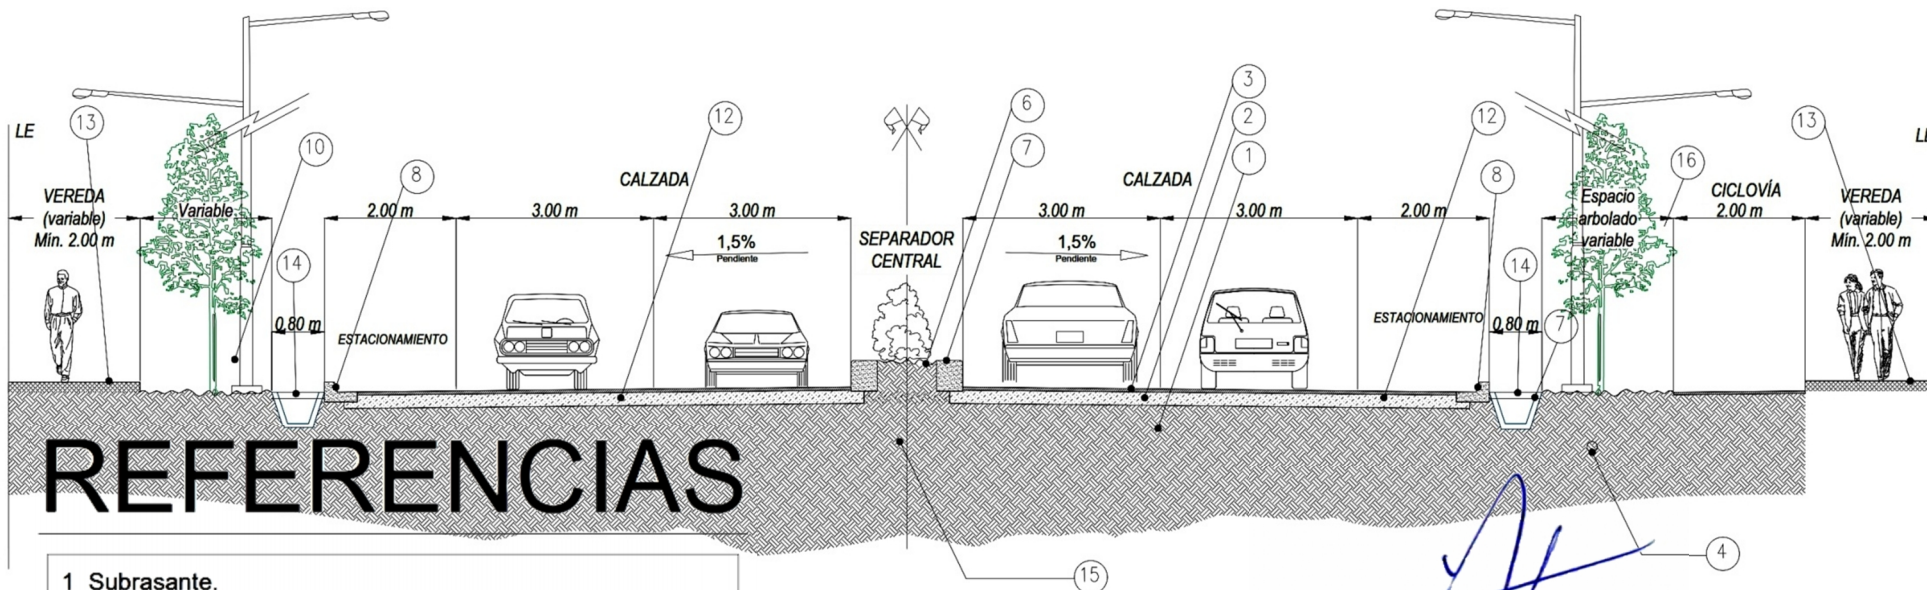 LE
13
10
8
12
6
7
3
2
1
12
8
16
13
LE
VEREDA
(variable)
Mín. 2.00 m
Variable
2.00 m
3.00 m
CALZADA
3.00 m
1,5%
Pendiente
SEPARADOR
CENTRAL
3.00 m
CALZADA
3.00 m
2.00 m
1,5%
Pendiente
Espacio
arbolado
variable
CICLOVÍA
2.00 m
VEREDA
(variable)
Mín. 2.00 m
14
0,80 m
ESTACIONAMIENTO
ESTACIONAMIENTO
14
0,80 m
7
REFERENCIAS
4
15
1 Subrasante.